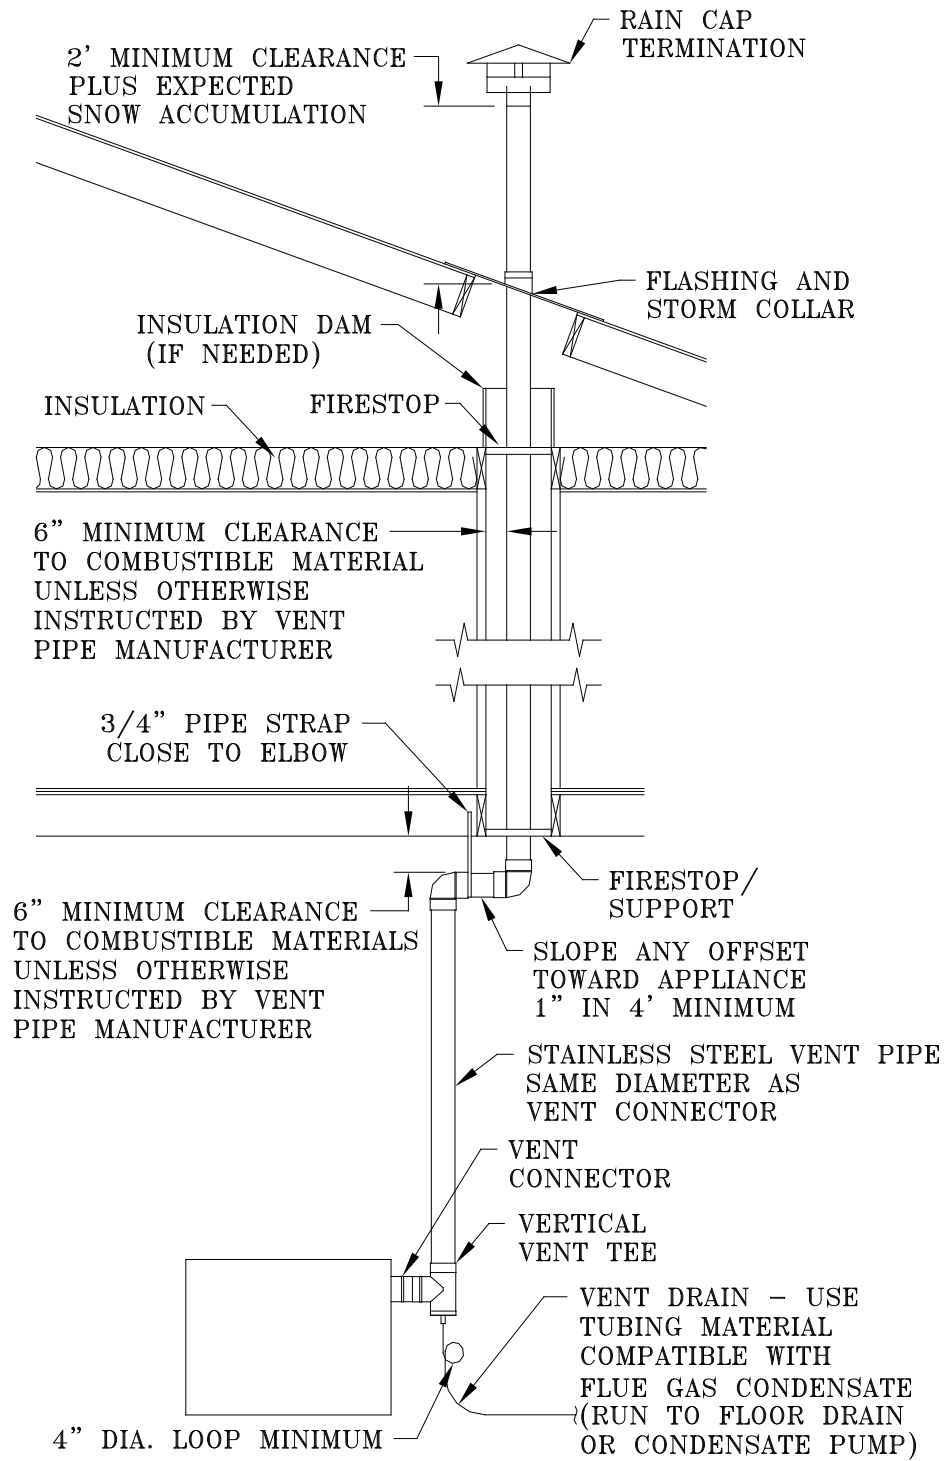 RAIN CAP
TERMINATION
2’ MINIMUM CLEARANCE
PLUS EXPECTED
SNOW ACCUMULATION
FLASHING AND
STORM COLLAR
INSULATION DAM
(IF NEEDED)
INSULATION
FIRESTOP
6” MINIMUM CLEARANCE
TO COMBUSTIBLE MATERIAL
UNLESS OTHERWISE
INSTRUCTED BY VENT
PIPE MANUFACTURER
3/4” PIPE STRAP
CLOSE TO ELBOW
FIRESTOP/
SUPPORT
6” MINIMUM CLEARANCE
TO COMBUSTIBLE MATERIALS
UNLESS OTHERWISE
INSTRUCTED BY VENT
PIPE MANUFACTURER
SLOPE ANY OFFSET
TOWARD APPLIANCE
1” IN 4’ MINIMUM
STAINLESS STEEL VENT PIPE
SAME DIAMETER AS
VENT CONNECTOR
VENT
CONNECTOR
VERTICAL
VENT TEE
VENT DRAIN – USE
TUBING MATERIAL
COMPATIBLE WITH
FLUE GAS CONDENSATE
(RUN TO FLOOR DRAIN
OR CONDENSATE PUMP)
4” DIA. LOOP MINIMUM